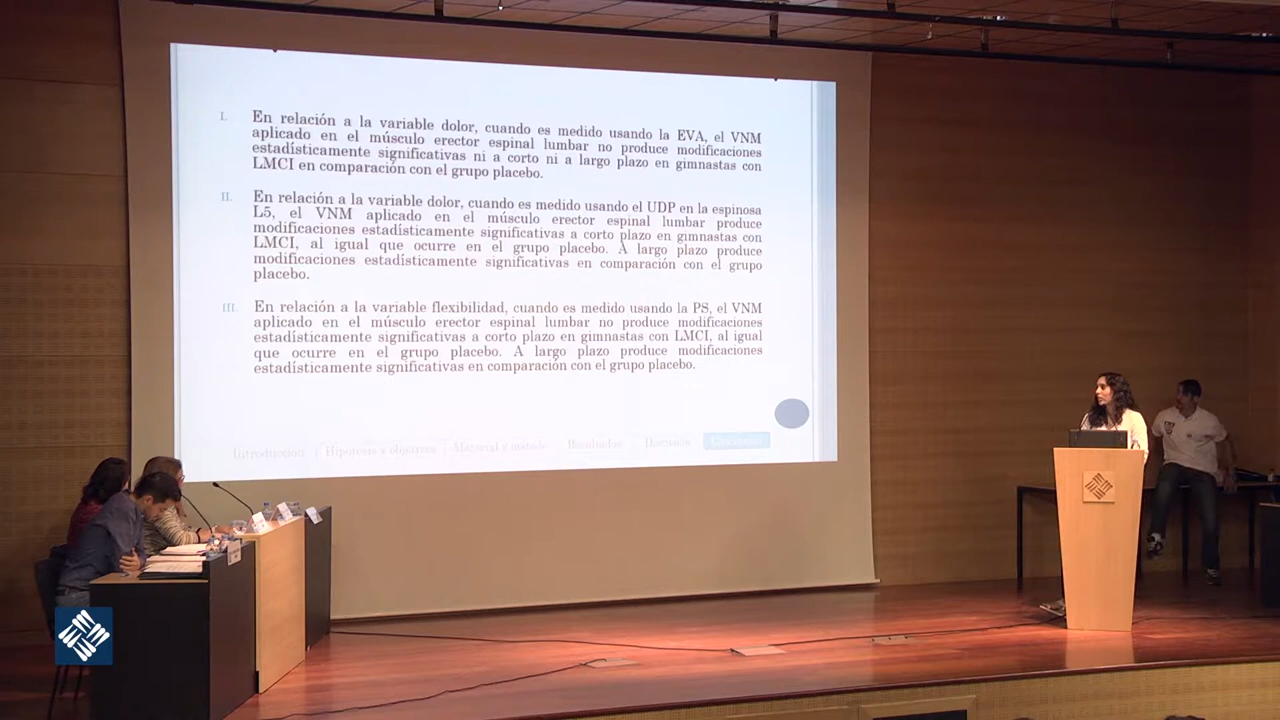 I. En relación a la variable dolor, cuando es medido usando la EVA, el VNM
aplicado en el músculo erector espinal lumbar no produce modificaciones
estadísticamente significativas ni a corto ni a largo plazo en gimnastas con
LMCI en comparación con el grupo placebo.
II. En relación a la variable dolor, cuando es medido usando el UDP en la espinosa
L5, el VNM aplicado en el músculo erector espinal lumbar produce
modificaciones estadísticamente significativas a corto plazo en gimnastas con
LMCI, al igual que ocurre en el grupo placebo. A largo plazo produce
modificaciones estadísticamente significativas en comparación con el grupo
placebo.
III. En relación a la variable flexibilidad, cuando es medido usando la PS, el VNM
aplicado en el músculo erector espinal lumbar no produce modificaciones
estadísticamente significativas a corto plazo en gimnastas con LMCI, al igual
que ocurre en el grupo placebo. A largo plazo produce modificaciones
estadísticamente significativas en comparación con el grupo placebo.
Introducción Hipótesis y objetivos Material y método Resultados Discusión